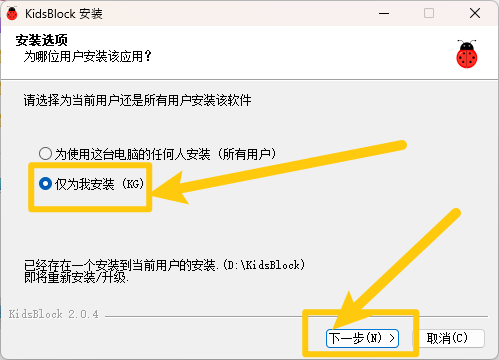 KidsBlock 安装
安装选项
为哪位用户安装该应用？
请选择为当前用户还是所有用户安装该软件
为使用这台电脑的任何人安装 (所有用户)
仅为我安装 (KG)
已经存在一个安装到当前用户的安装.(D:\KidsBlock)
即将重新安装/升级.
KidsBlock 2.0.4
下一步(N) > 取消(C)